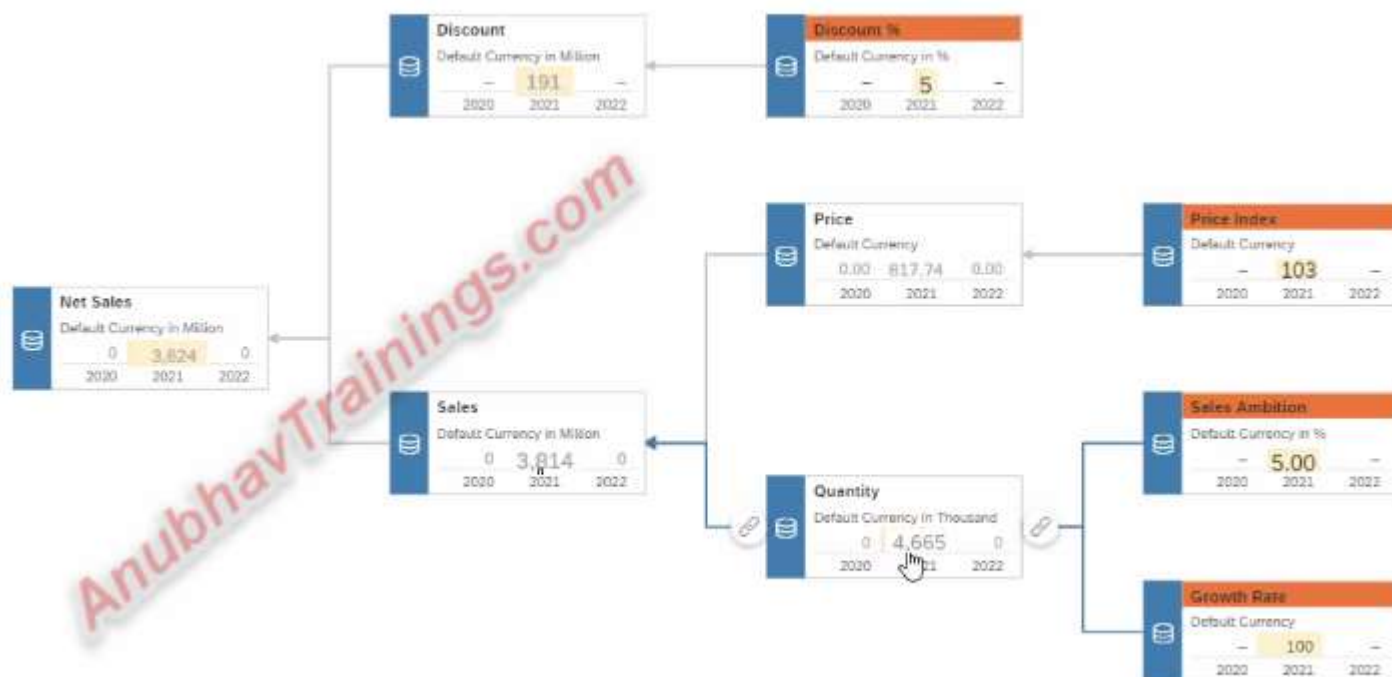 Discount
Default Currency in Million
– 191 –
2020 2021 2022
Discount %
Default Currency in %
– 5 –
2020 2021 2022
Price
Default Currency
0.00 817.74 0.00
2020 2021 2022
Price Index
Default Currency
– 103 –
2020 2021 2022
Net Sales
Default Currency in Million
0 3,624 0
2020 2021 2022
Sales
Default Currency in Million
0 3,814 0
2020 2021 2022
Quantity
Default Currency in Thousand
0 4,665 0
2020 21 2022
Sales Ambition
Default Currency in %
– 5.00 –
2020 2021 2022
Growth Rate
Default Currency
– 100 –
2020 2021 2022
AnubhavTrainings.com